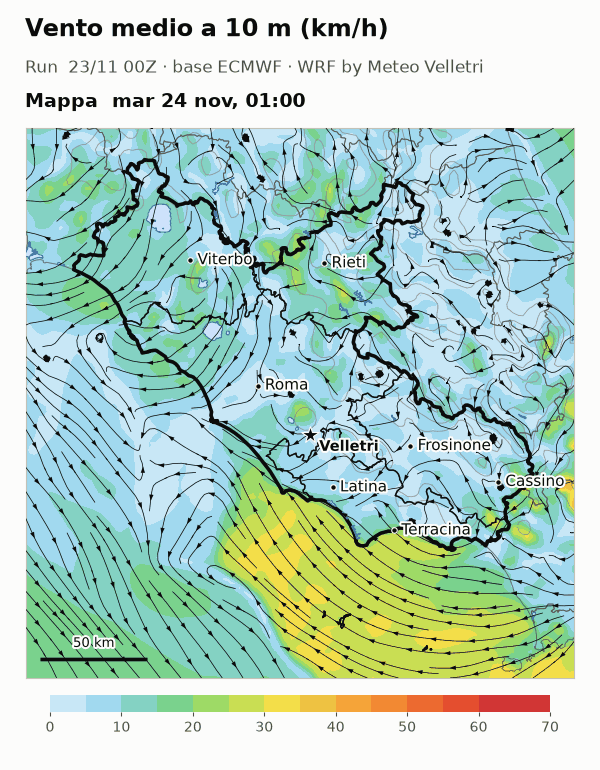 Vento medio a 10 m (km/h)
Run  23/11 00Z · base ECMWF · WRF by Meteo Velletri
Mappa  mar 24 nov, 01:00
Viterbo
Rieti
Roma
Velletri
Frosinone
Latina
Cassino
Terracina
50 km
0 10 20 30 40 50 60 70